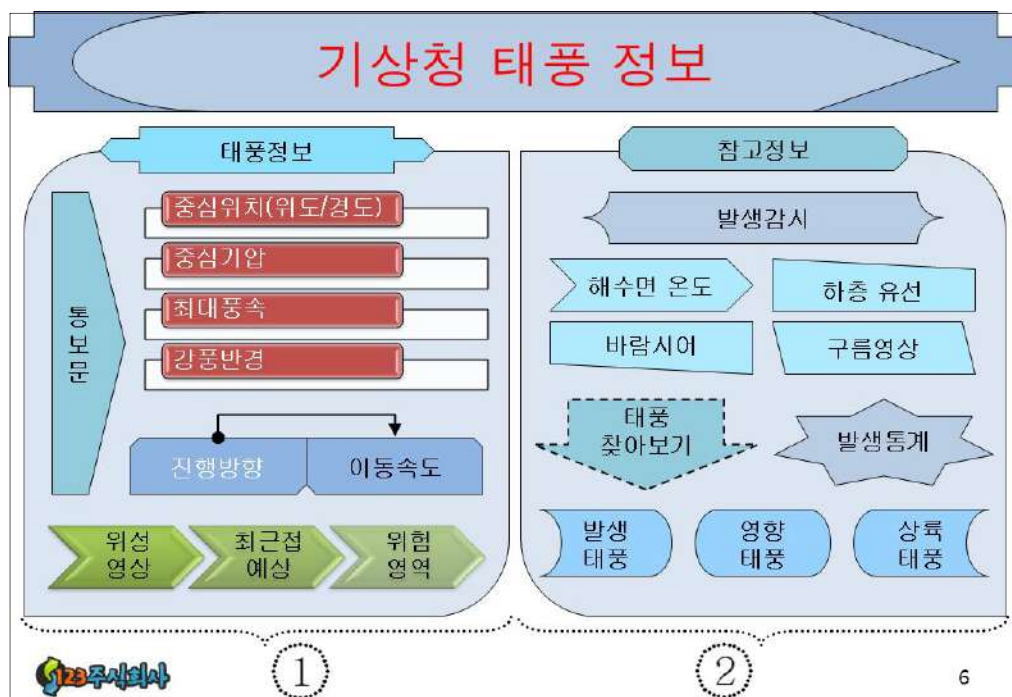 기상청 태풍 정보
태풍정보
통
보
문
중심위치(위도/경도)
중심기압
최대풍속
강풍반경
진행방향
이동속도
위성
영상
최근접
예상
위험
영역
참고정보
발생감시
해수면 온도
하층 유선
바람시어
구름영상
태풍
찾아보기
발생통계
발생
태풍
영향
태풍
상륙
태풍
1
2
123주식회사
6